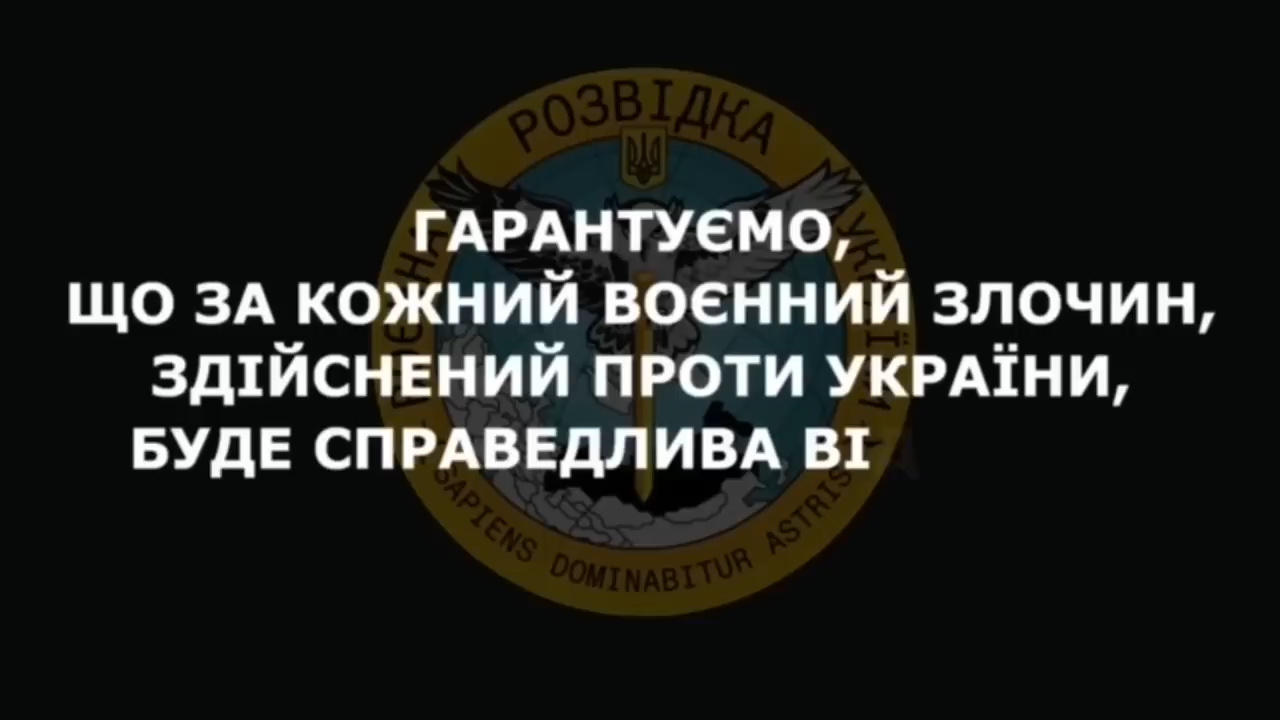 РОЗВІДКА
ГАРАНТУЄМО,
ЩО ЗА КОЖНИЙ ВОЄННИЙ ЗЛОЧИН,
ЗДІЙСНЕНИЙ ПРОТИ УКРАЇНИ,
БУДЕ СПРАВЕДЛИВА ВІ
SAPIENS DOMINABITUR ASTRIS